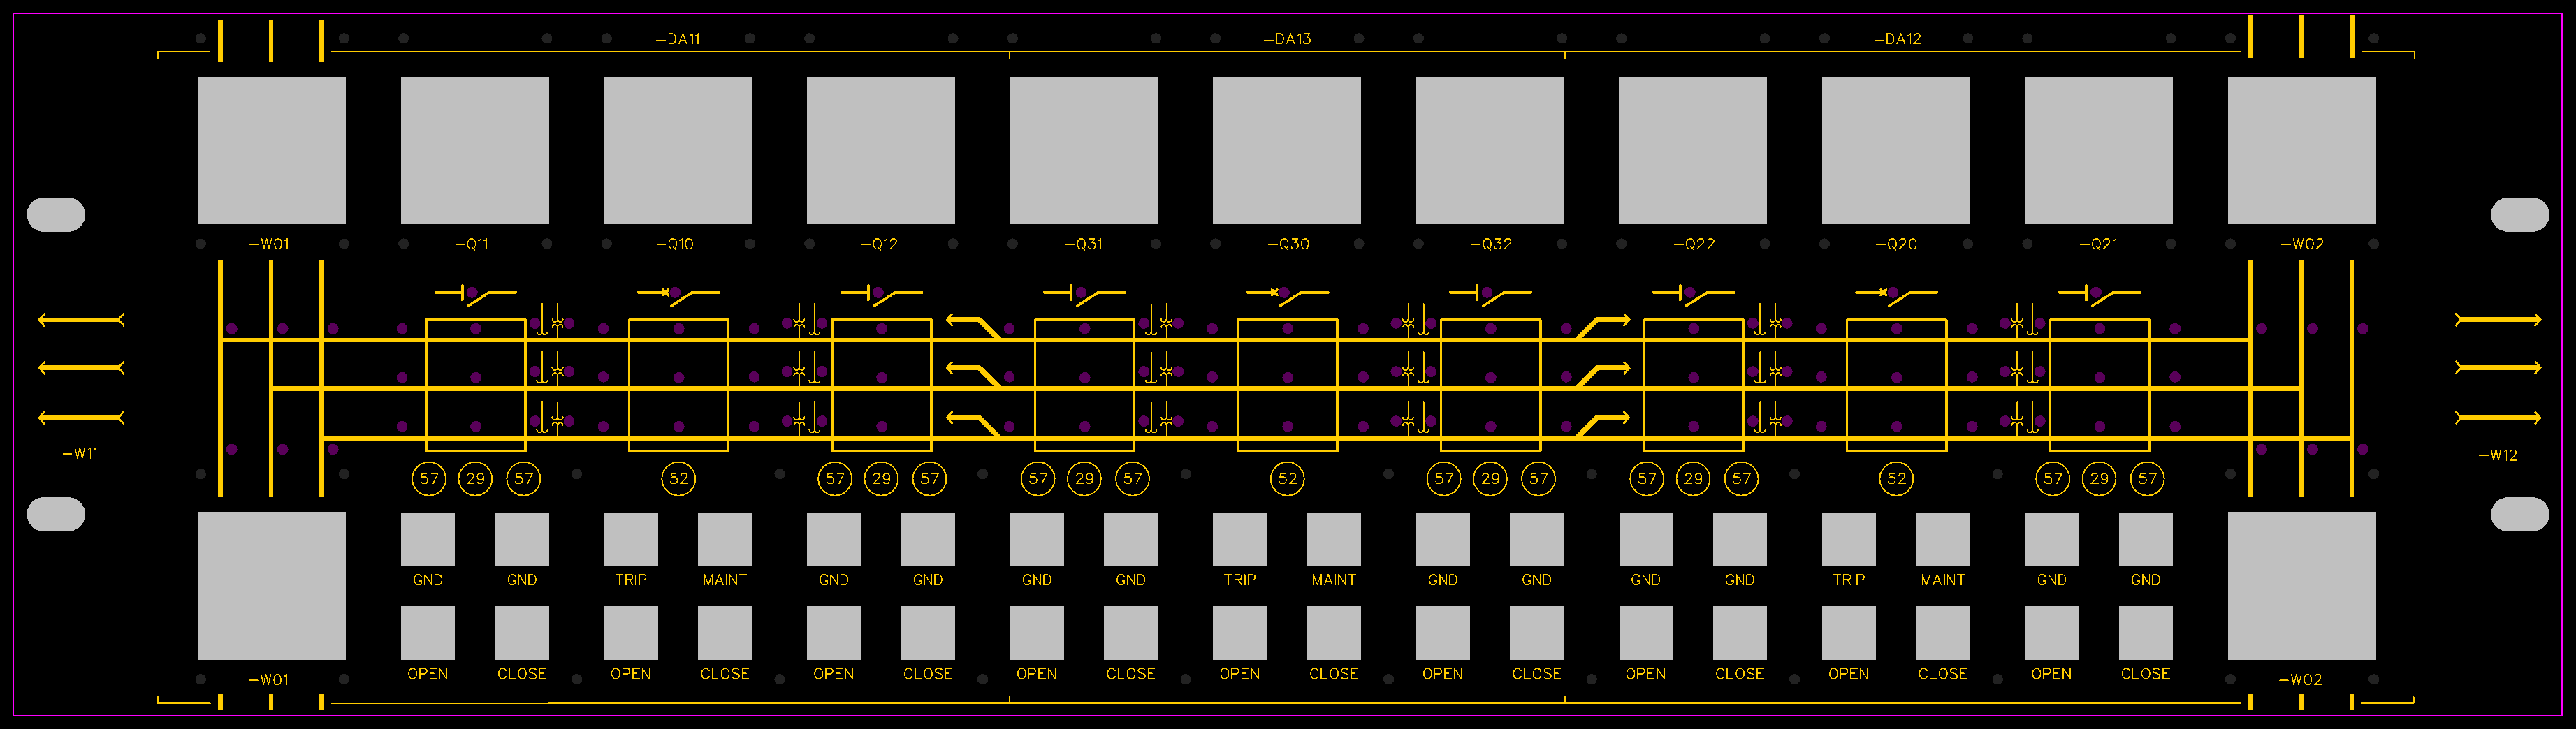 =DA11 =DA13 =DA12
-W01 -Q11 -Q10 -Q12 -Q31 -Q30 -Q32 -Q22 -Q20 -Q21 -W02
-W11 -W12
57 29 57 52 57 29 57 57 29 57 52 57 29 57 57 29 57 52 57 29 57
GND GND TRIP MAINT GND GND GND GND TRIP MAINT GND GND GND GND TRIP MAINT GND GND
OPEN CLOSE OPEN CLOSE OPEN CLOSE OPEN CLOSE OPEN CLOSE OPEN CLOSE OPEN CLOSE OPEN CLOSE OPEN CLOSE
-W01 -W02